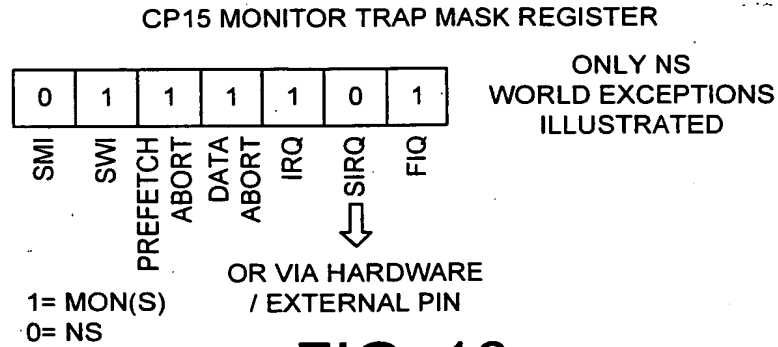 CP15 MONITOR TRAP MASK REGISTER
ONLY NS
WORLD EXCEPTIONS
ILLUSTRATED
0 1 1 1 1 0 1
SMI
SWI
PREFETCH
ABORT
DATA
ABORT
IRQ
SIRQ
FIQ
OR VIA HARDWARE
/ EXTERNAL PIN
1= MON(S)
0= NS